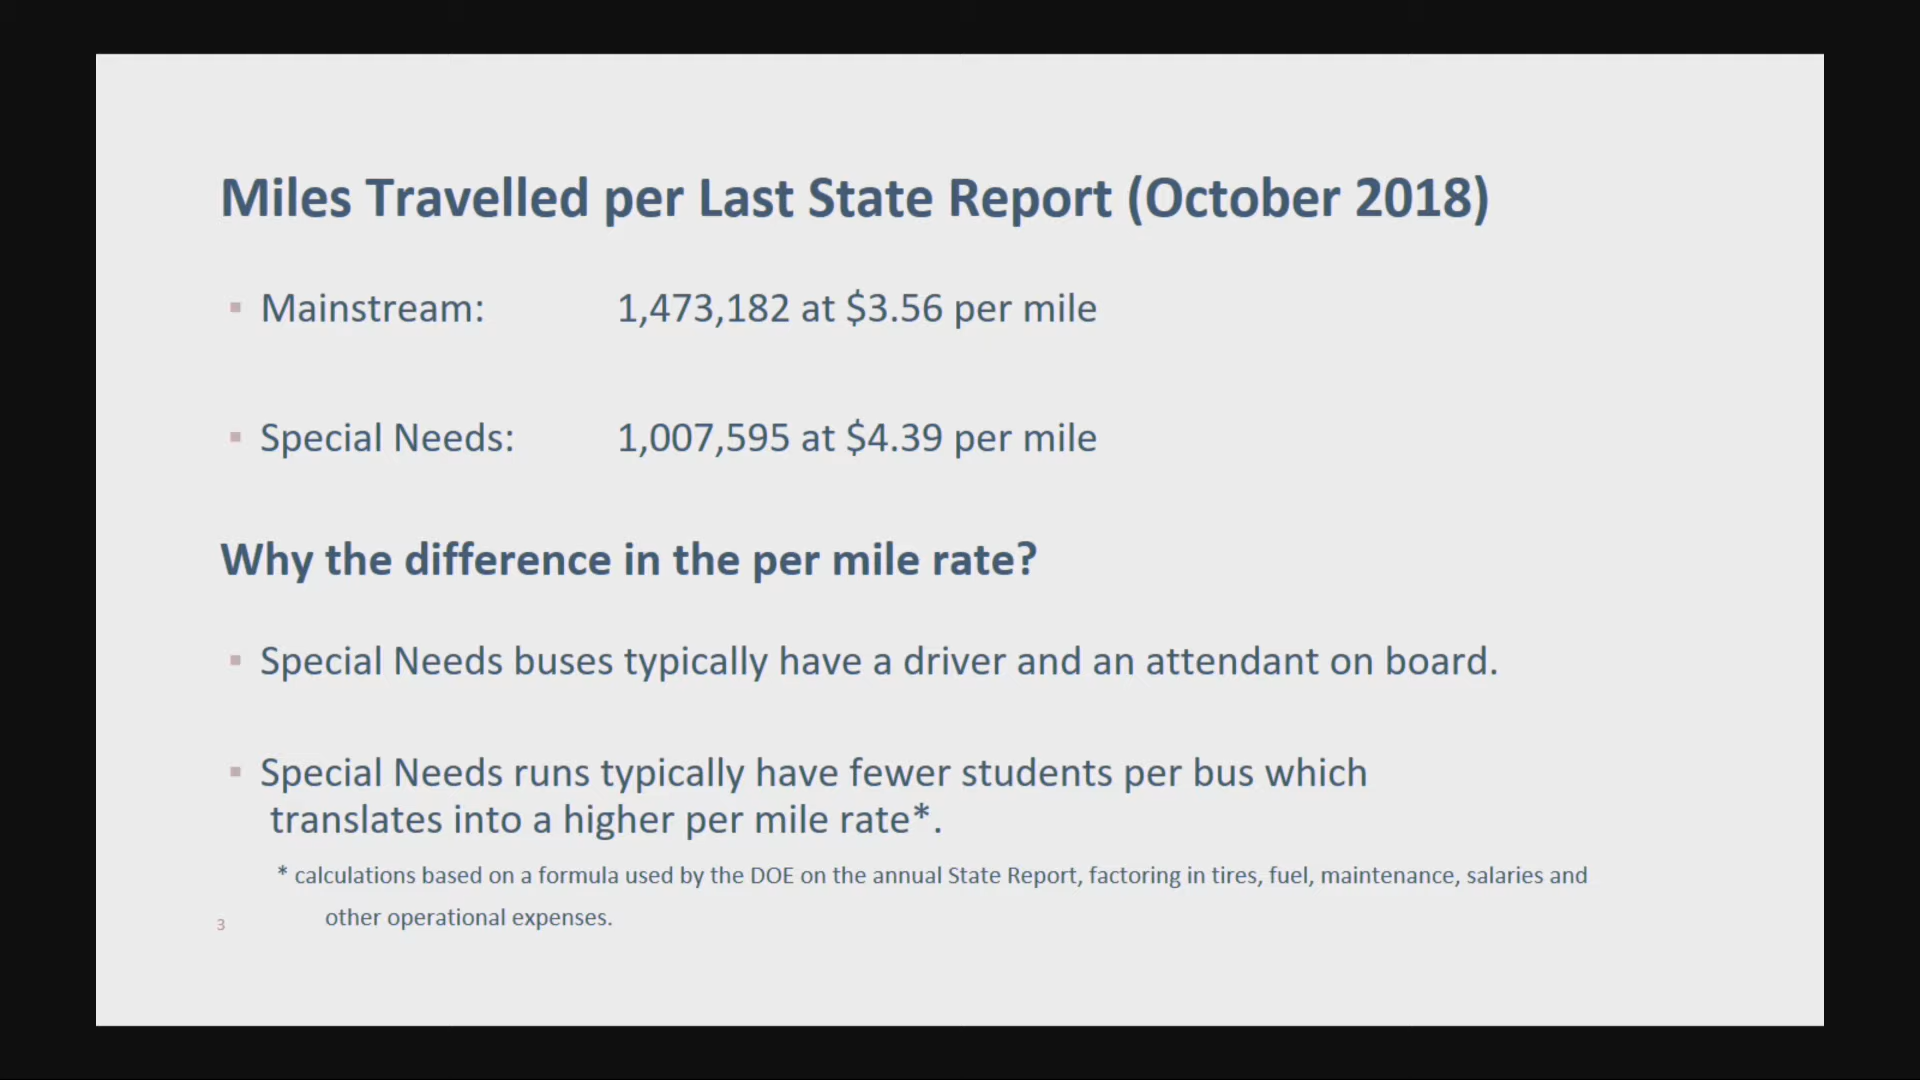 Miles Travelled per Last State Report (October 2018)
▪ Mainstream: 1,473,182 at $3.56 per mile
▪ Special Needs: 1,007,595 at $4.39 per mile
Why the difference in the per mile rate?
▪ Special Needs buses typically have a driver and an attendant on board.
▪ Special Needs runs typically have fewer students per bus which
translates into a higher per mile rate*.
* calculations based on a formula used by the DOE on the annual State Report, factoring in tires, fuel, maintenance, salaries and
other operational expenses.
3